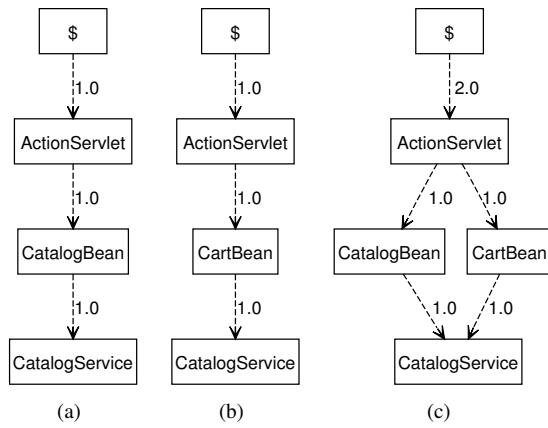 $ $ $
1.0 1.0 2.0
ActionServlet ActionServlet ActionServlet
1.0 1.0 1.0 1.0
CatalogBean CartBean CatalogBean CartBean
1.0 1.0 1.0 1.0
CatalogService CatalogService CatalogService
(a) (b) (c)